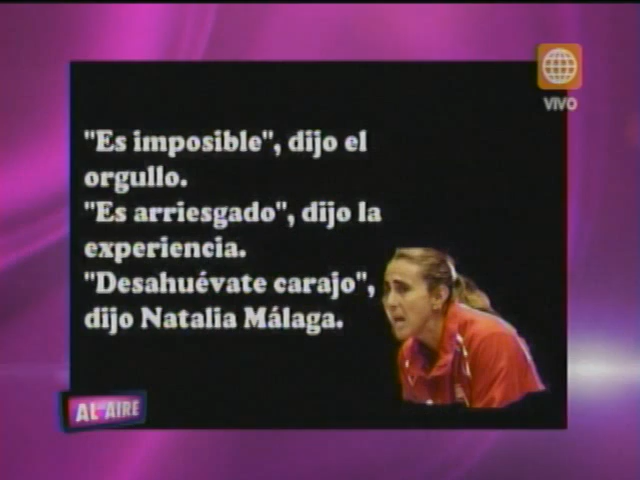 VIVO
"Es imposible", dijo el
orgullo.
"Es arriesgado", dijo la
experiencia.
"Desahuévate carajo",
dijo Natalia Málaga.
AL AIRE